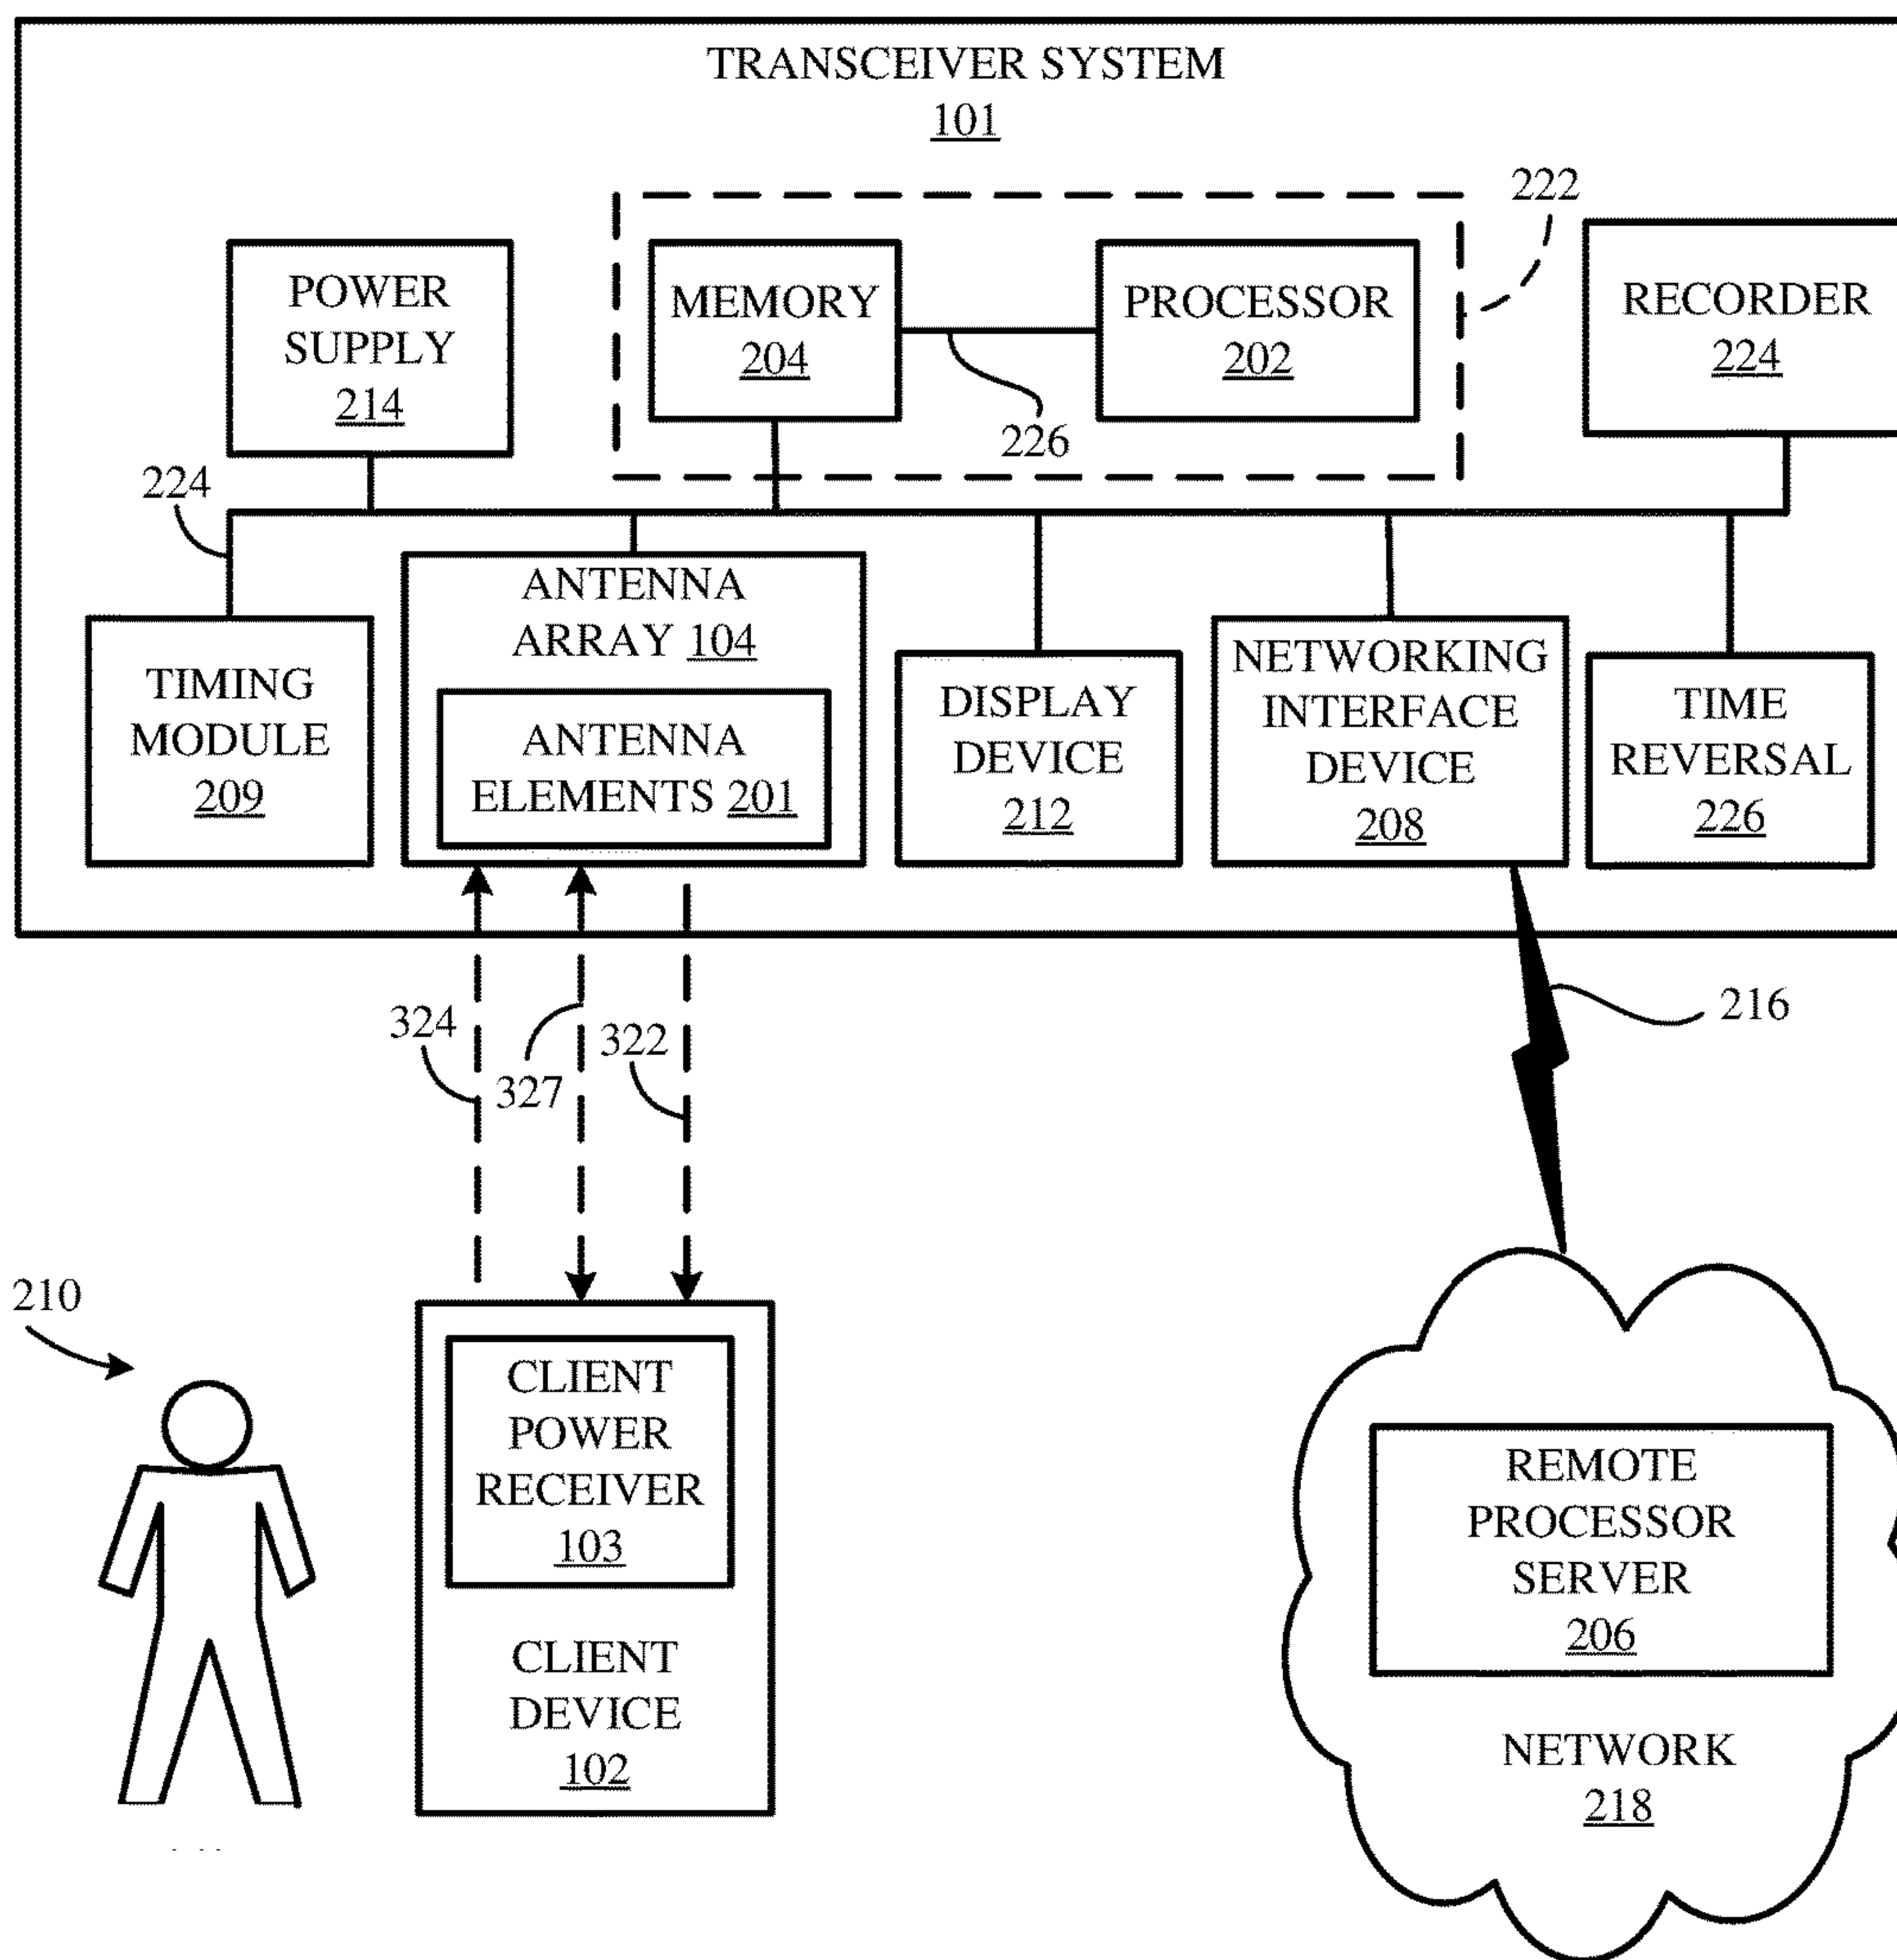 TRANSCEIVER SYSTEM
101
222
POWER
SUPPLY
214
MEMORY
204
PROCESSOR
202
226
RECORDER
224
224
TIMING
MODULE
209
ANTENNA
ARRAY 104
ANTENNA
ELEMENTS 201
DISPLAY
DEVICE
212
NETWORKING
INTERFACE
DEVICE
208
TIME
REVERSAL
226
324
327
322
216
210
CLIENT
POWER
RECEIVER
103
CLIENT
DEVICE
102
REMOTE
PROCESSOR
SERVER
206
NETWORK
218